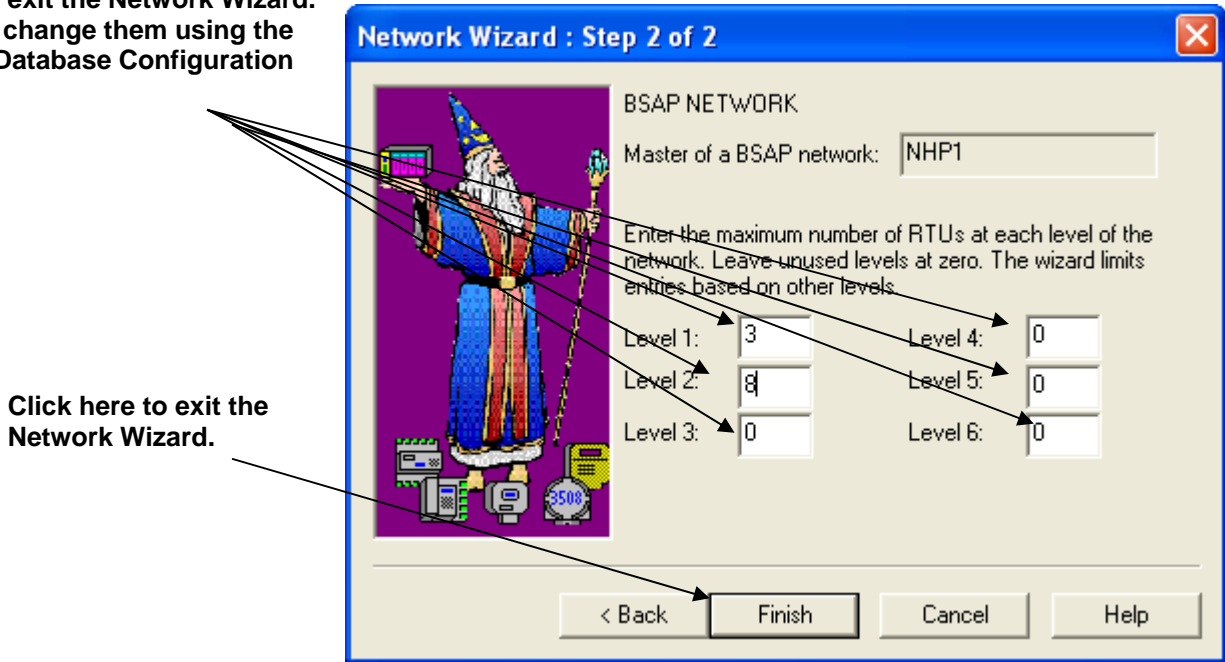 exit the Network Wizard.
change them using the
Database Configuration
Click here to exit the
Network Wizard.
Network Wizard : Step 2 of 2
BSAP NETWORK
Master of a BSAP network: NHP1
Enter the maximum number of RTUs at each level of the
network. Leave unused levels at zero. The wizard limits
entries based on other levels.
Level 1: 3 Level 4: 0
Level 2: 8 Level 5: 0
Level 3: 0 Level 6: 0
3508
< Back Finish Cancel Help